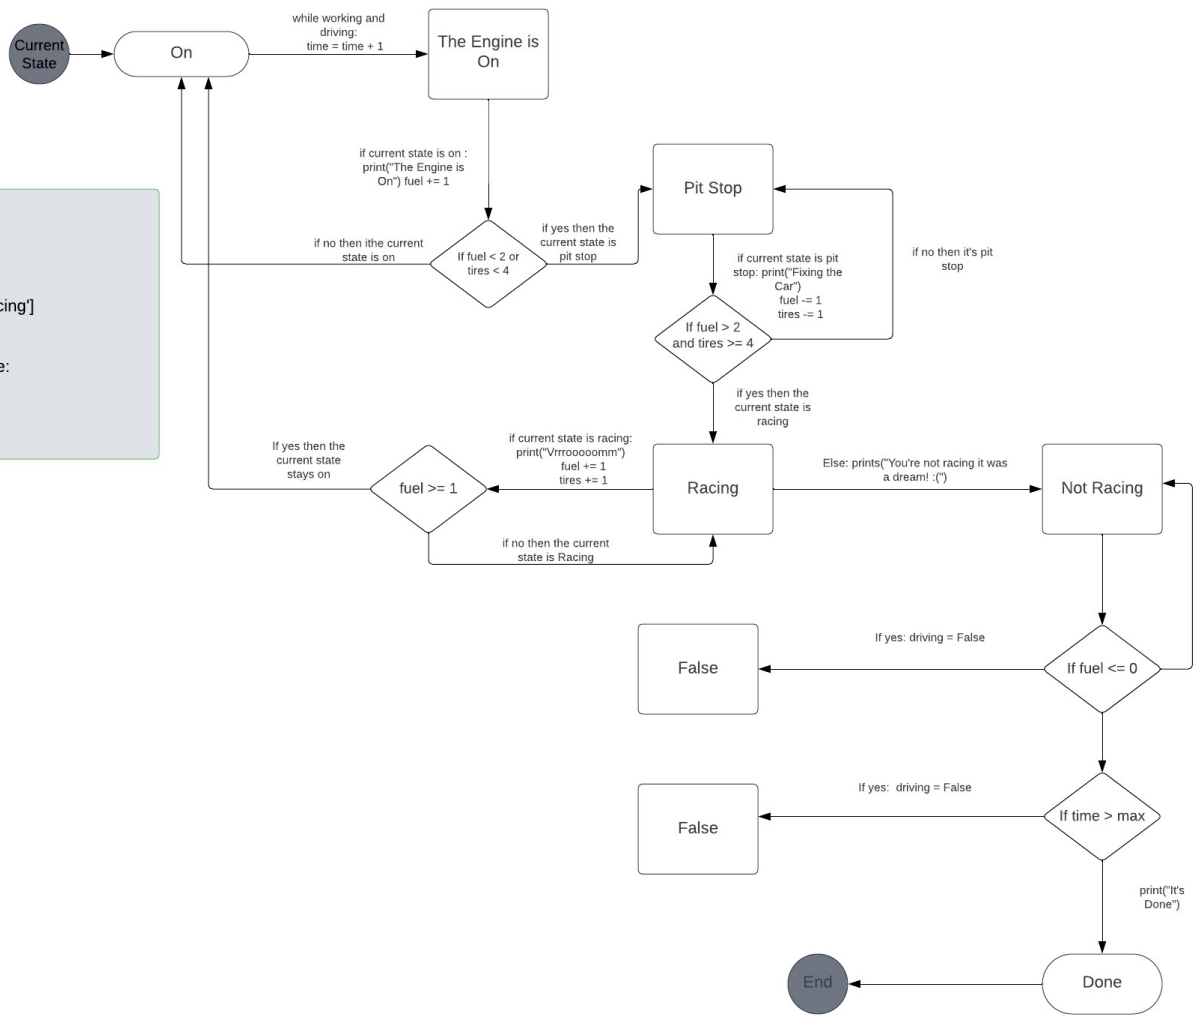 Current
State
On
while working and
driving:
time = time + 1
The Engine is
On
if current state is on :
print("The Engine is
On") fuel += 1
Pit Stop
if no then ithe current
state is on
If fuel < 2 or
tires < 4
if yes then the
current state is
pit stop
if current state is pit
stop: print("Fixing the
Car")
fuel -= 1
tires -= 1
if no then it's pit
stop
cing']
e:
If fuel > 2
and tires >= 4
if yes then the
current state is
racing
If yes then the
current state
stays on
fuel >= 1
if current state is racing:
print("Vrrrooooomm")
fuel += 1
tires += 1
Racing
Else: prints("You're not racing it was
a dream! :(")
Not Racing
if no then the current
state is Racing
False
If yes: driving = False
If fuel <= 0
False
If yes:  driving = False
If time > max
print("It's
Done")
End
Done